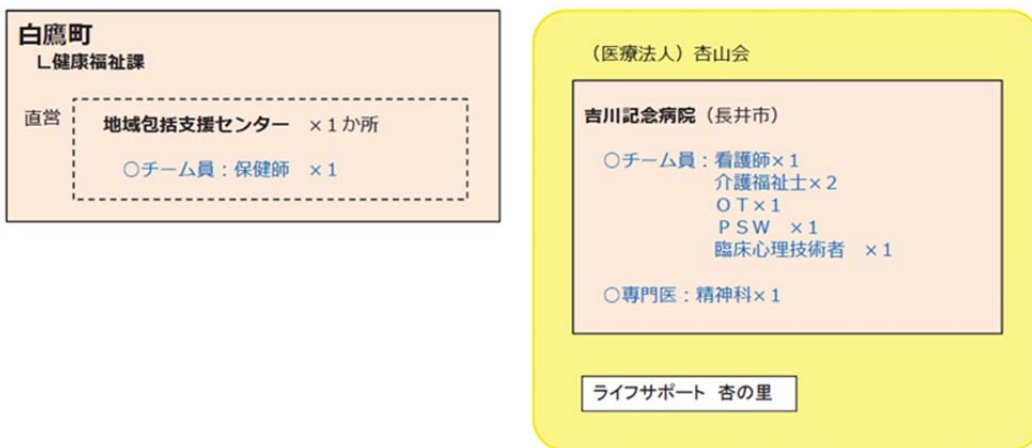 白鷹町
┗健康福祉課
直営
地域包括支援センター ×1か所
○チーム員：保健師 ×1
（医療法人）杏山会
吉川記念病院（長井市）
○チーム員：看護師×1
介護福祉士×2
ＯＴ×1
ＰＳＷ ×1
臨床心理技術者 ×1
○専門医：精神科×1
ライフサポート 杏の里